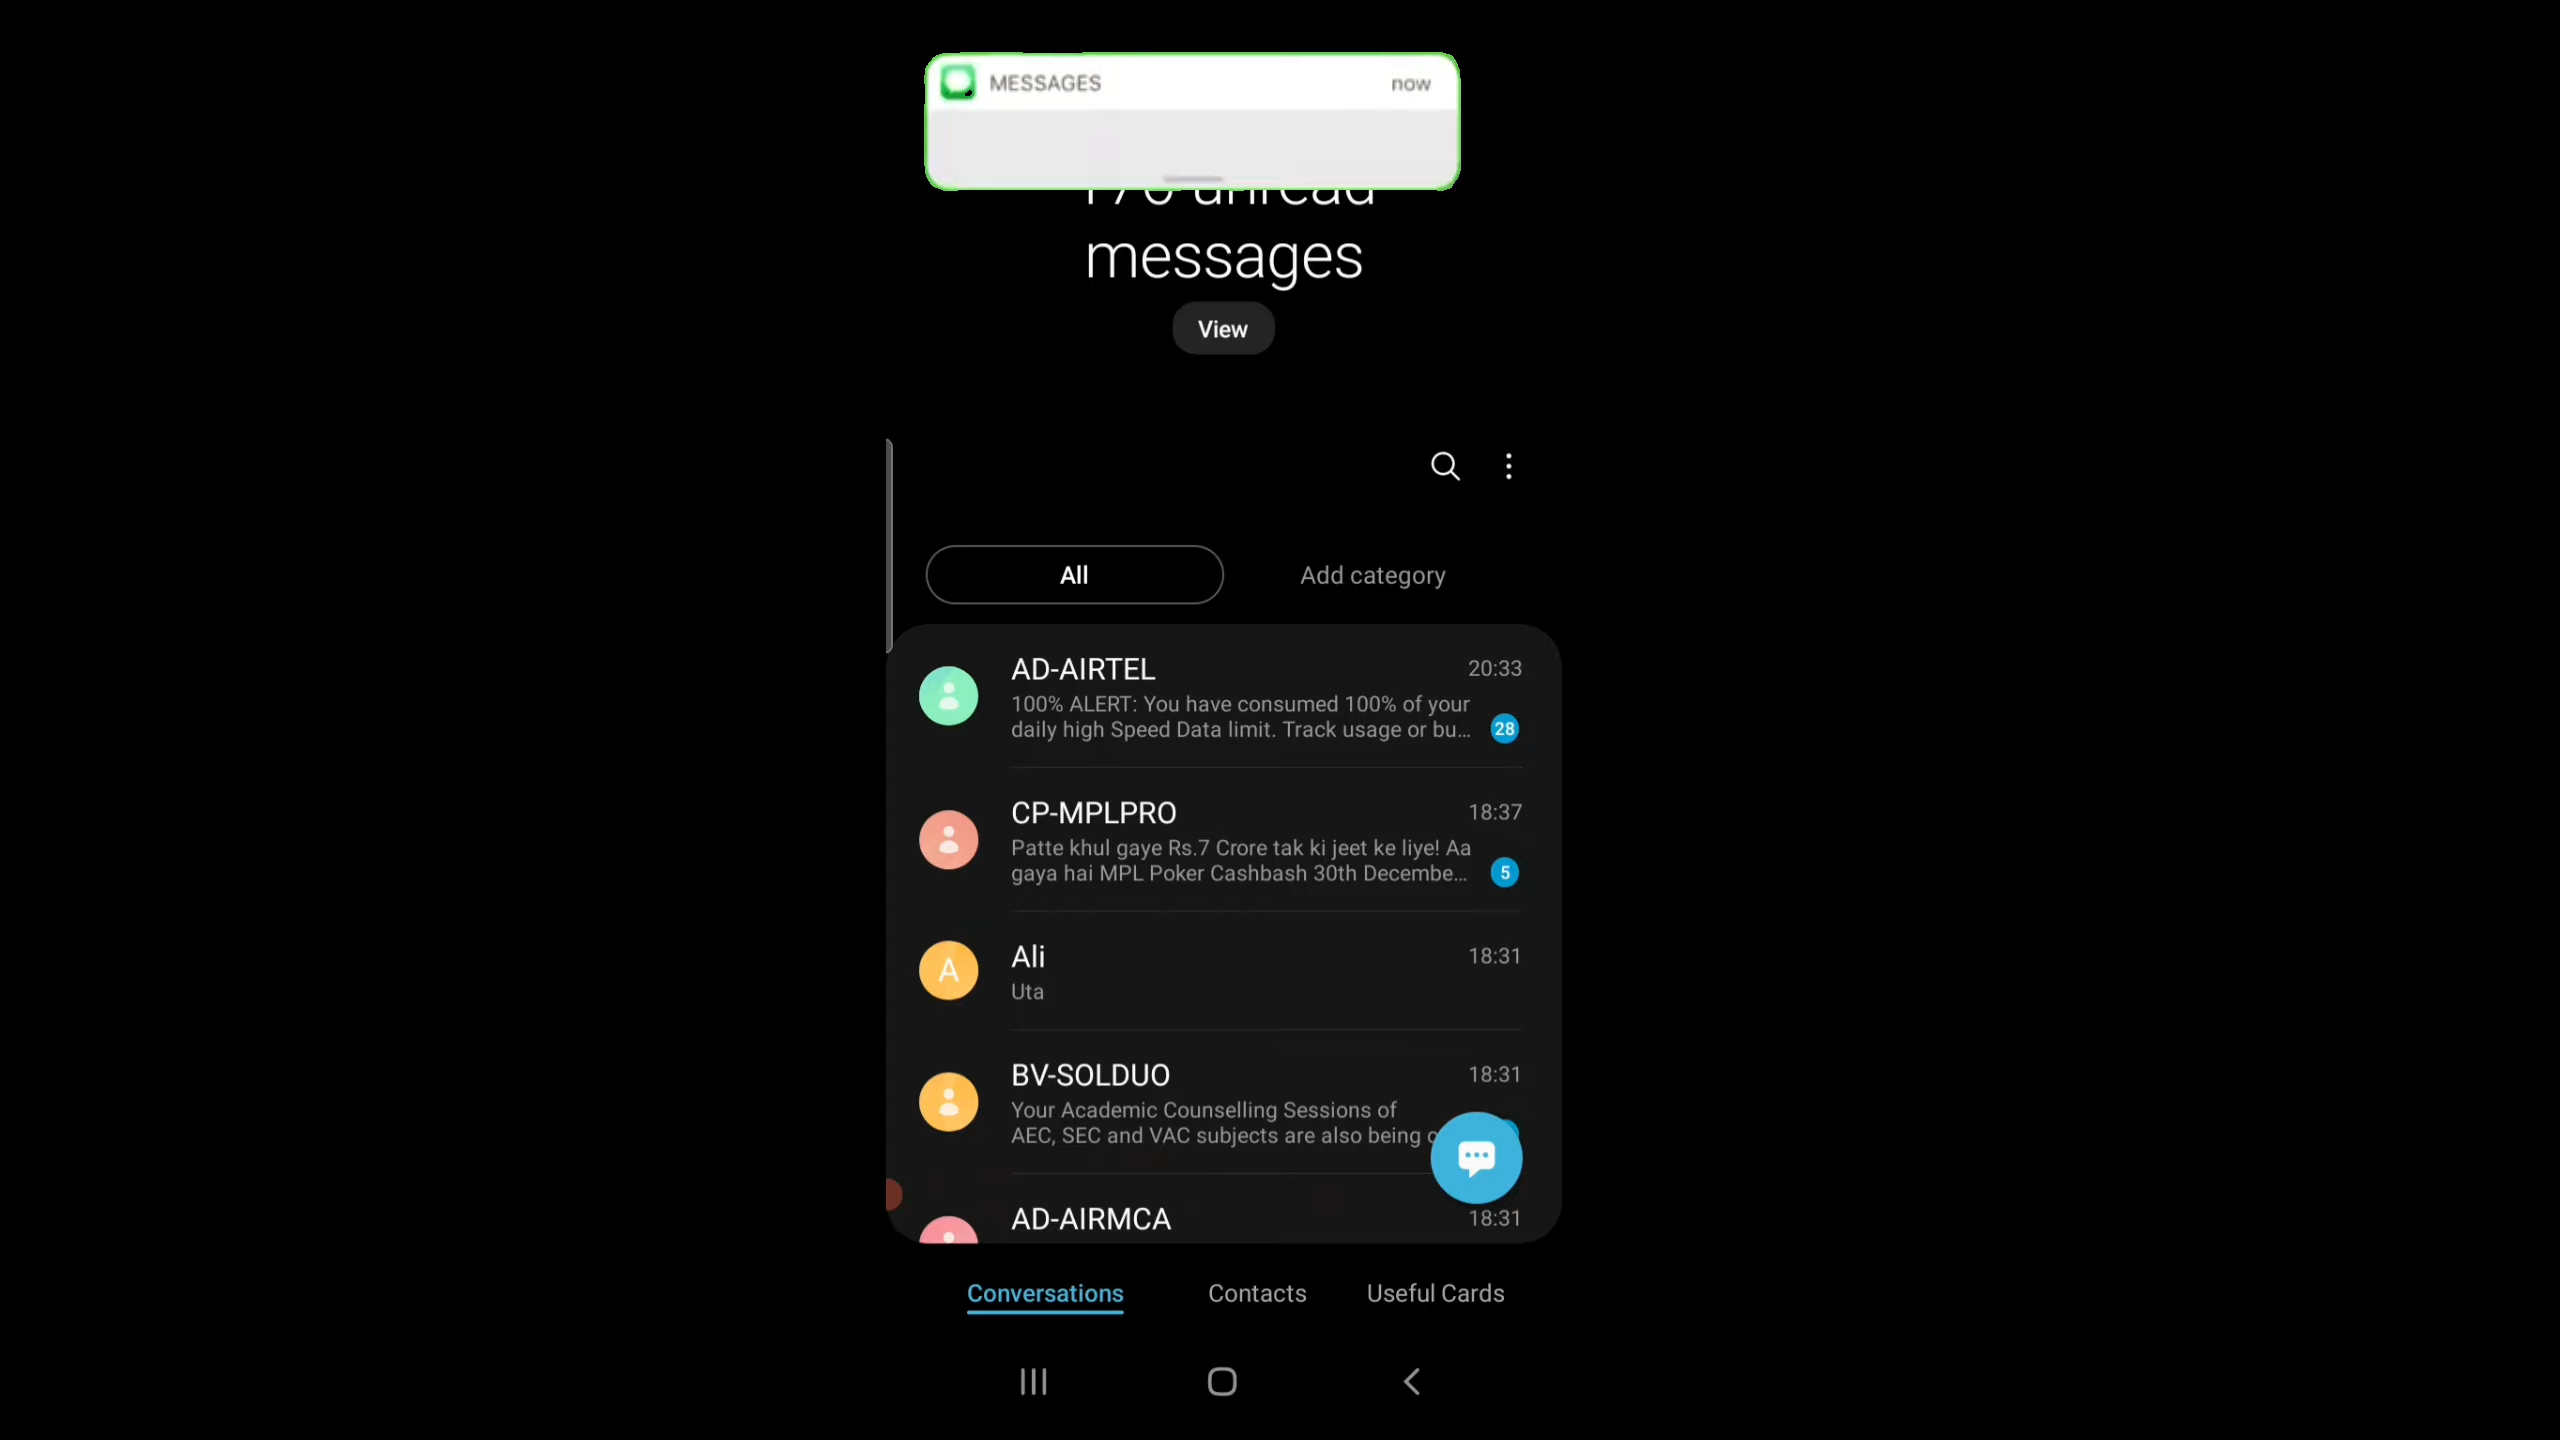 MESSAGES now
unread
messages
View
All Add category
AD-AIRTEL 20:33
100% ALERT: You have consumed 100% of your
daily high Speed Data limit. Track usage or bu... 28
CP-MPLPRO 18:37
Patte khul gaye Rs.7 Crore tak ki jeet ke liye! Aa
gaya hai MPL Poker Cashbash 30th Decembe... 5
Ali 18:31
A
Uta
BV-SOLDUO 18:31
Your Academic Counselling Sessions of
AEC, SEC and VAC subjects are also being
AD-AIRMCA 18:31
Conversations Contacts Useful Cards